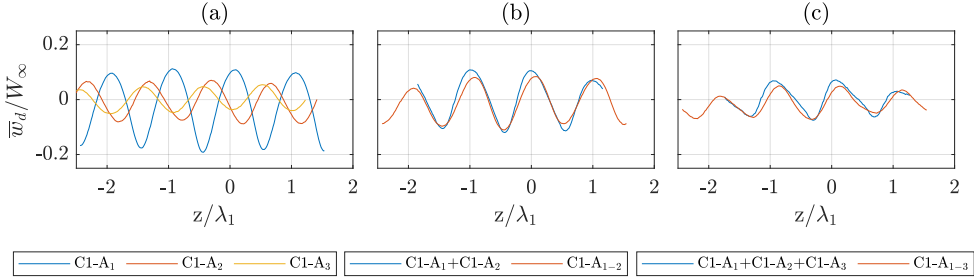 (a) (b) (c)
w̅_d/W_∞
0.2
0
-0.2
-2 -1 0 1 2 -2 -1 0 1 2 -2 -1 0 1 2
z/λ₁ z/λ₁ z/λ₁
C1-A₁ C1-A₂ C1-A₃ C1-A₁+C1-A₂ C1-A₁₋₂ C1-A₁+C1-A₂+C1-A₃ C1-A₁₋₃